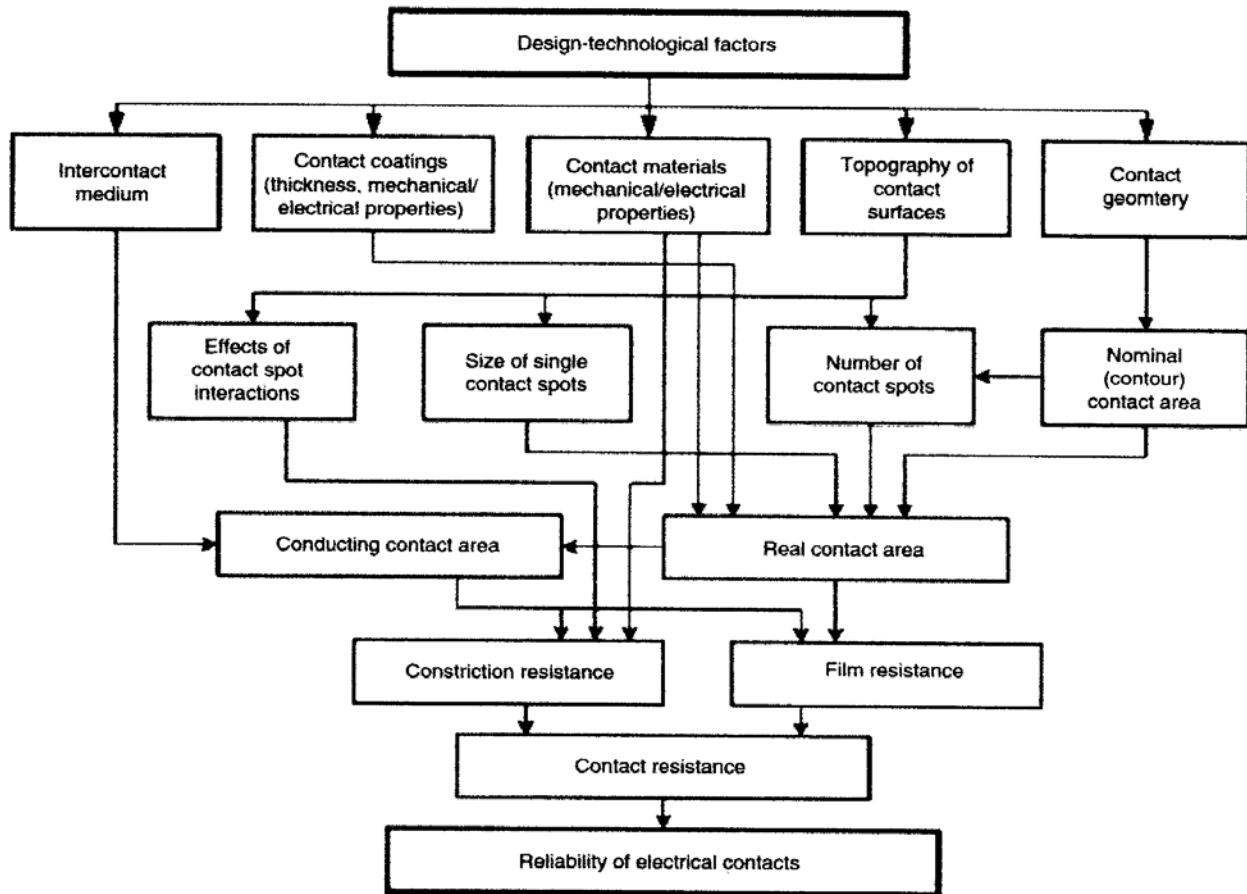 Design-technological factors
Intercontact
medium
Contact coatings
(thickness, mechanical/
electrical properties)
Contact materials
(mechanical/electrical
properties)
Topography of
contact
surfaces
Contact
geomtery
Effects of
contact spot
interactions
Size of single
contact spots
Number of
contact spots
Nominal
(contour)
contact area
Conducting contact area
Real contact area
Constriction resistance
Film resistance
Contact resistance
Reliability of electrical contacts